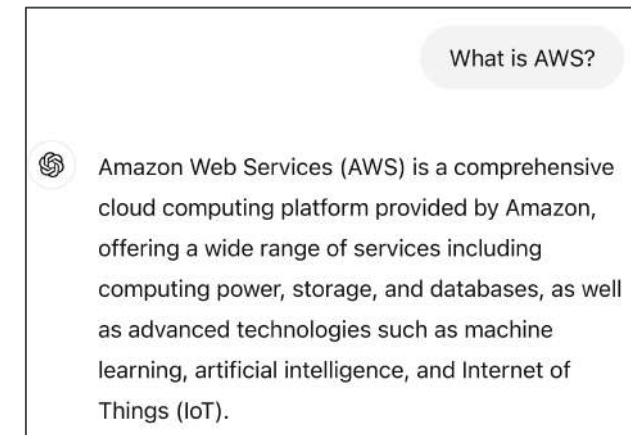 What is AWS?
Amazon Web Services (AWS) is a comprehensive
cloud computing platform provided by Amazon,
offering a wide range of services including
computing power, storage, and databases, as well
as advanced technologies such as machine
learning, artificial intelligence, and Internet of
Things (IoT).